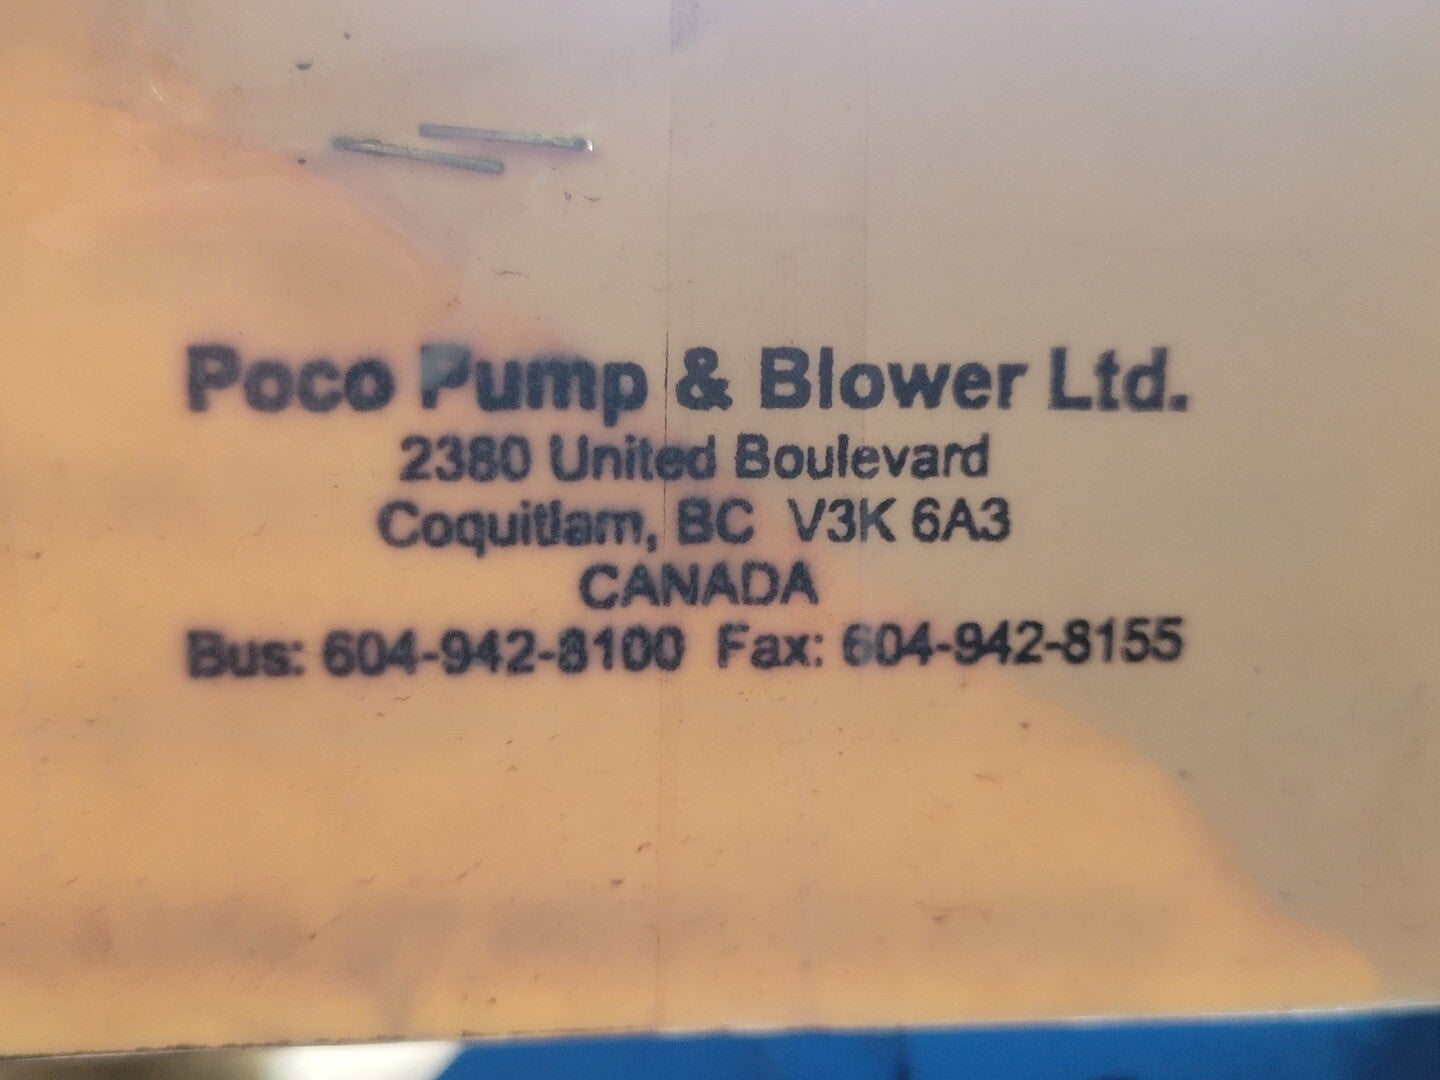 Poco Pump & Blower Ltd.
2380 United Boulevard
Coquitlam, BC V3K 6A3
CANADA
Bus: 604-942-8100 Fax: 604-942-8155